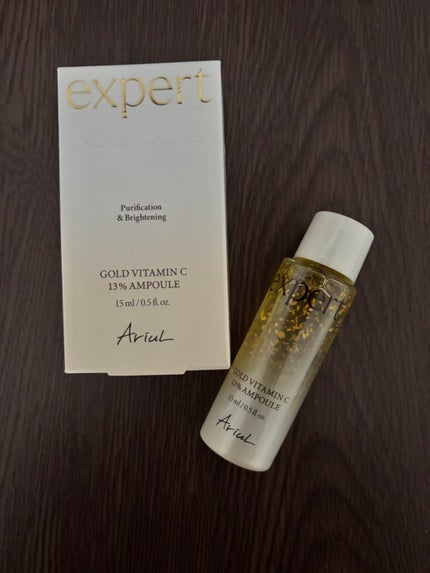 expert
Purification
& Brightening
GOLD VITAMIN C
13% AMPOULE
15 ml / 0.5 fl. oz.
Ariul
expert
GOLD VITAMIN C
13% AMPOULE
15 ml / 0.5 fl. oz.
Ariul